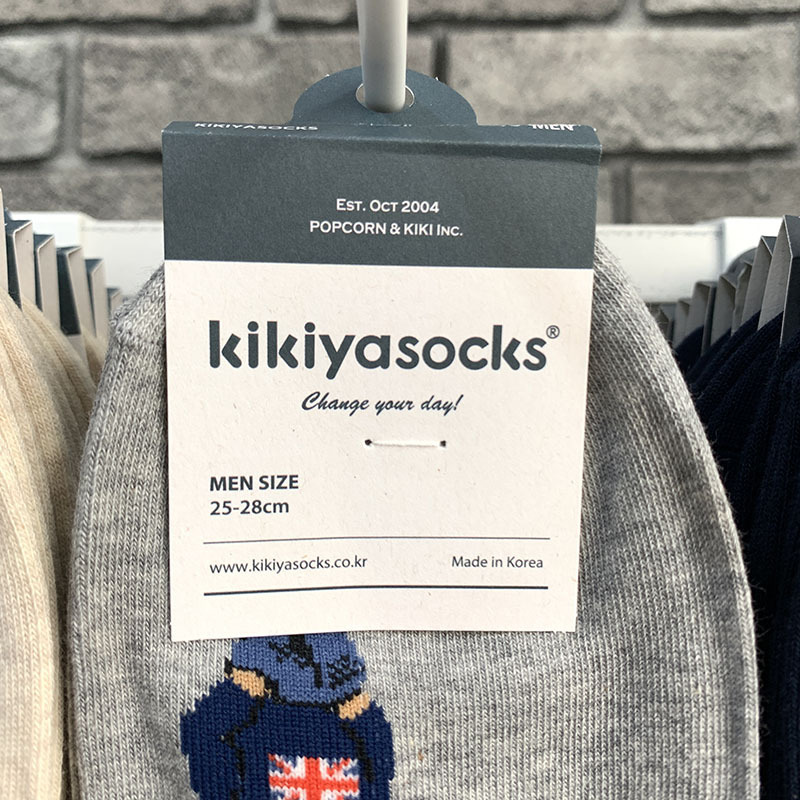 KIKIYASOCKS
MEN
Est. Oct 2004
POPCORN & KIKI Inc.
kikiyasocks®
Change your day!
MEN SIZE
25-28cm
www.kikiyasocks.co.kr
Made in Korea